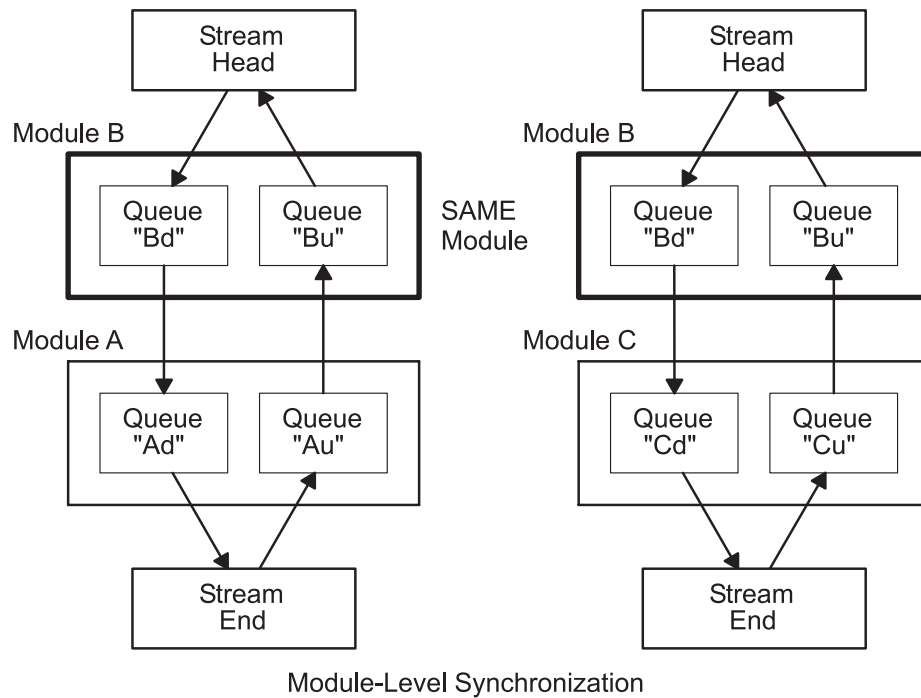 Stream
Head
Module B
Queue
"Bd"
Queue
"Bu"
SAME
Module
Module A
Queue
"Ad"
Queue
"Au"
Stream
End
Stream
Head
Module B
Queue
"Bd"
Queue
"Bu"
Module C
Queue
"Cd"
Queue
"Cu"
Stream
End
Module-Level Synchronization